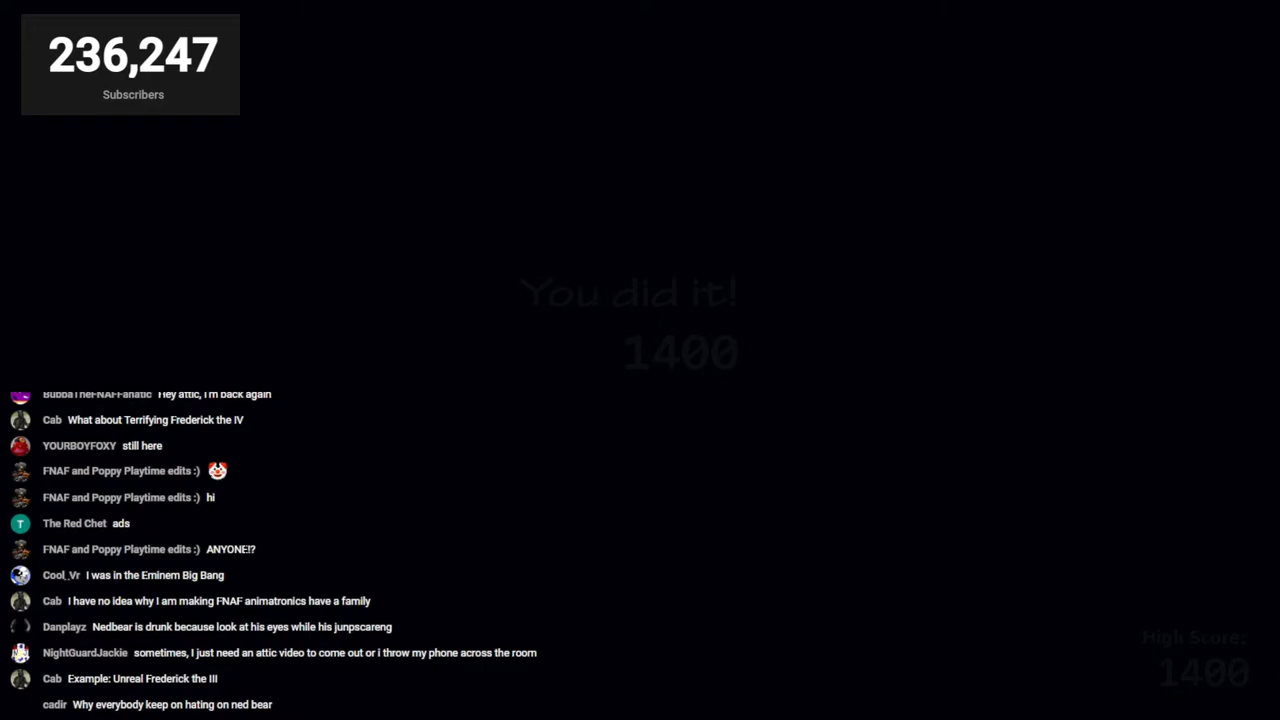 236,247
Subscribers
You did it!
1400
BubbaTheFNAFFanatic Hey attic, I'm back again
Cab What about Terrifying Frederick the IV
YOURBOYFOXY still here
FNAF and Poppy Playtime edits :) 🤡
FNAF and Poppy Playtime edits :) hi
T The Red Chet ads
FNAF and Poppy Playtime edits :) ANYONE!?
Cool_Vr I was in the Eminem Big Bang
Cab I have no idea why I am making FNAF animatronics have a family
Danplayz Nedbear is drunk because look at his eyes while his junpscareng
NightGuardJackie sometimes, I just need an attic video to come out or i throw my phone across the room
Cab Example: Unreal Frederick the III
cadir Why everybody keep on hating on ned bear
High Score:
1400